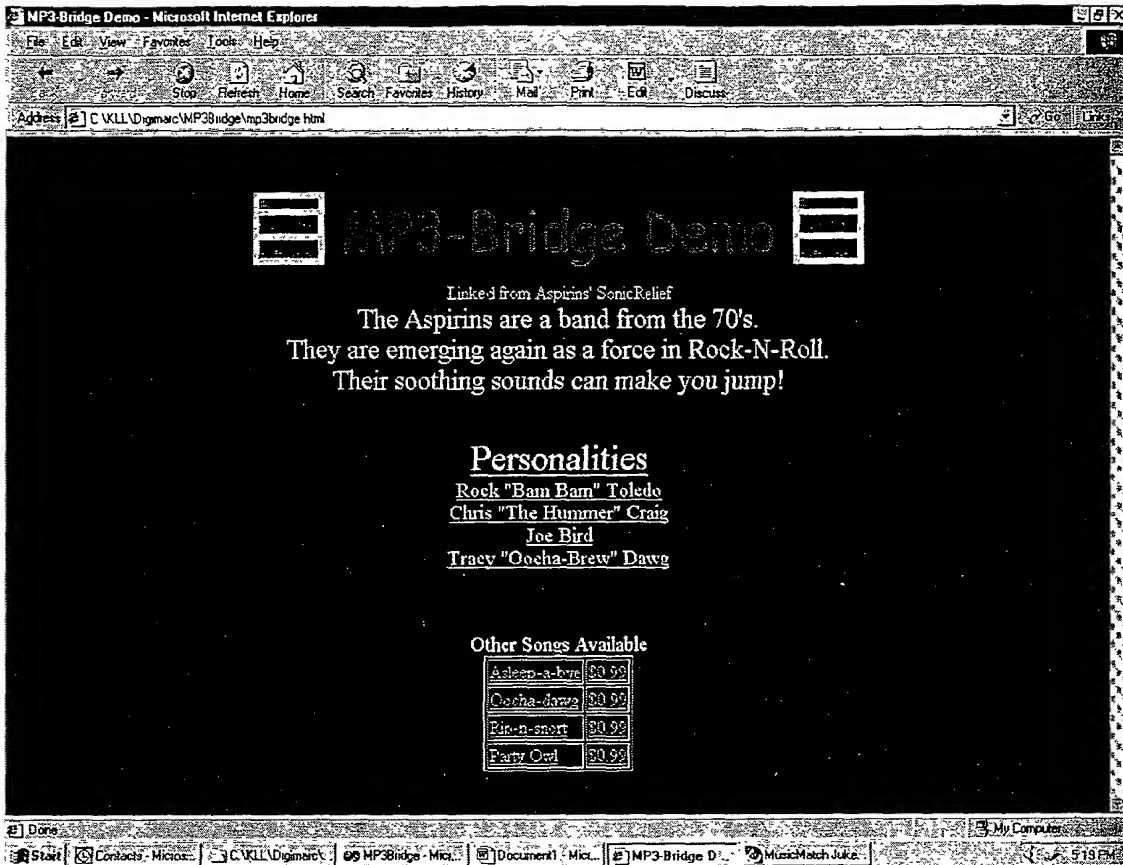 MP3-Bridge Demo - Microsoft Internet Explorer
File Edit View Favorites Tools Help
Stop Refresh Home Search Favorites History Mail Print Edit Discuss
Address C:\KLL\Digimarc\MP3Bridge\mp3bridge.html Go Links
MP3-Bridge Demo
Linked from Aspirins' SonicRelief
The Aspirins are a band from the 70's.
They are emerging again as a force in Rock-N-Roll.
Their soothing sounds can make you jump!
Personalities
Rock "Bam Bam" Toledo
Chris "The Hummer" Craig
Joe Bird
Tracy "Oocha-Brew" Dawg
Other Songs Available
Asleep-a-bye $0.99
Oocha-dawg $0.99
$0.99
Party Owl $0.99
Done My Computer
Start Contacts - Micros... C:\KLL\Digimarc\... MP3Bridge - Micr... Document1 - Micr... MP3-Bridge D... MusicMatch Juke... 5:19 PM